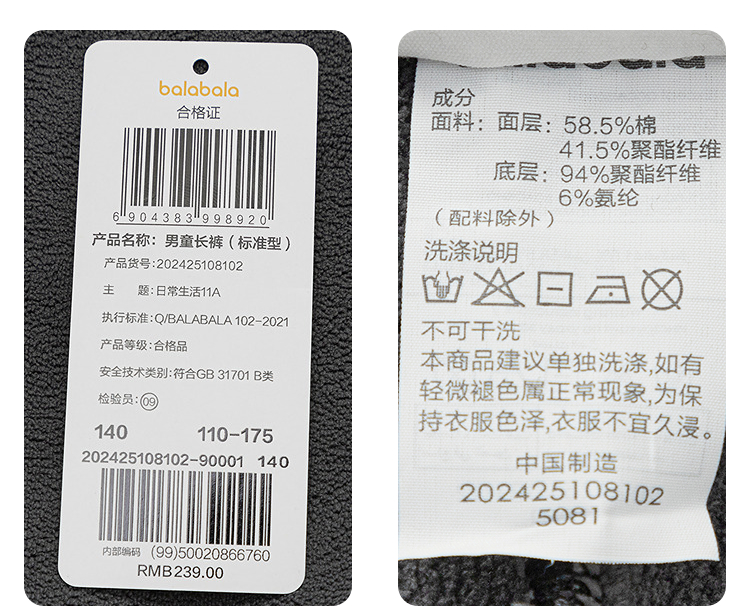 balabala
合格证
6 904383 998920
产品名称: 男童长裤（标准型）
产品货号:202425108102
主 题:日常生活11A
执行标准:Q/BALABALA 102-2021
产品等级:合格品
安全技术类别:符合GB 31701 B类
检验员:09
140 110-175
202425108102-90001 140
内部编码 (99)50020866760
RMB239.00
balabala
成分
面料: 面层: 58.5%棉
41.5%聚酯纤维
底层: 94%聚酯纤维
6%氨纶
（配料除外）
洗涤说明
不可干洗
本商品建议单独洗涤,如有
轻微褪色属正常现象,为保
持衣服色泽,衣服不宜久浸。
中国制造
202425108102
5081